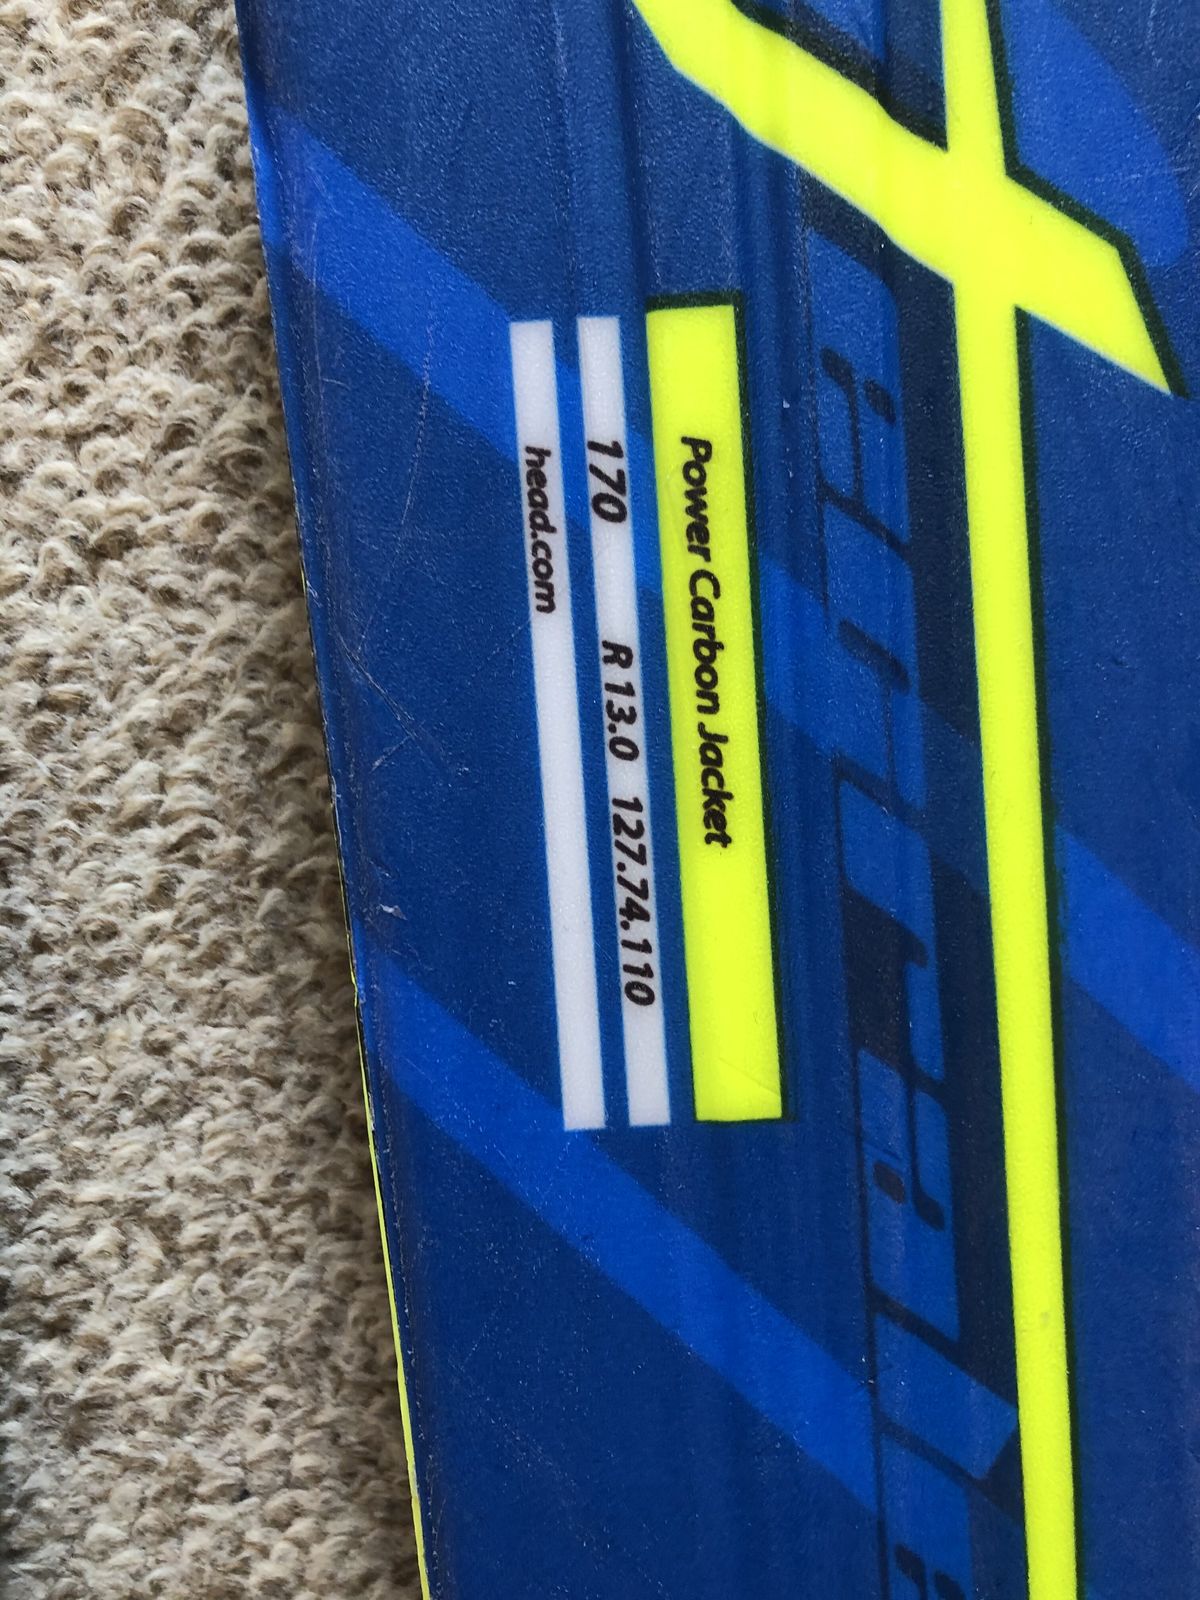 Power Carbon Jacket
170 R 13.0 127.74.110
head.com